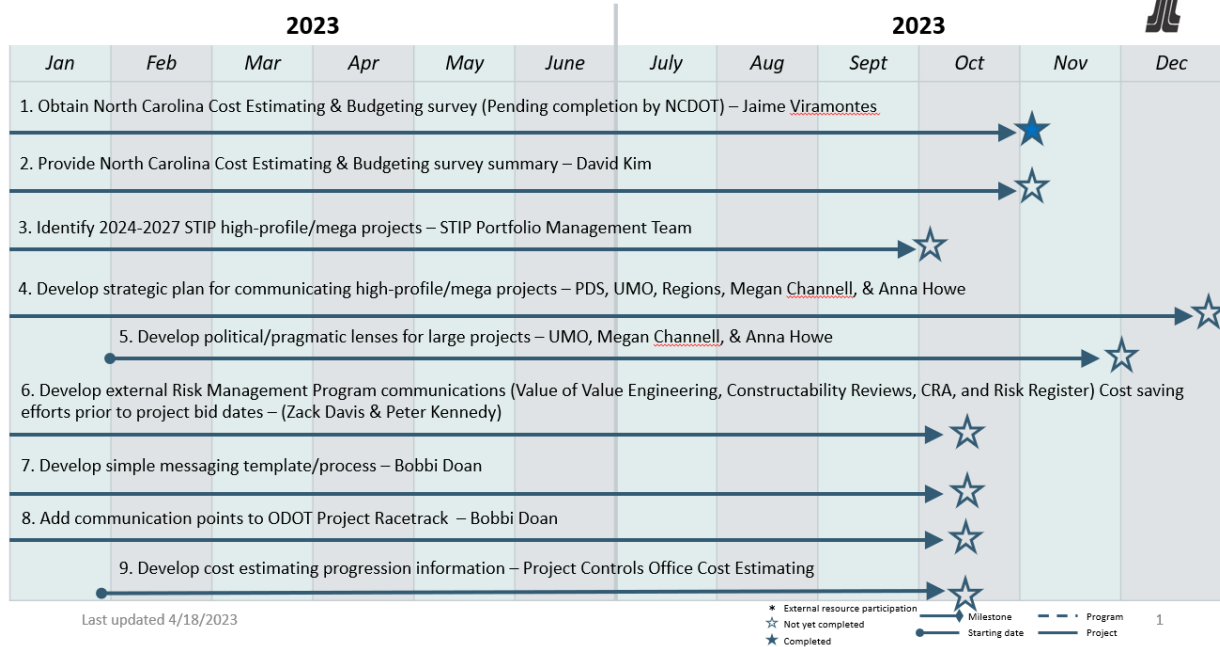 2023 2023
Jan Feb Mar Apr May June July Aug Sept Oct Nov Dec
1. Obtain North Carolina Cost Estimating & Budgeting survey (Pending completion by NCDOT) – Jaime Viramontes
2. Provide North Carolina Cost Estimating & Budgeting survey summary – David Kim
3. Identify 2024-2027 STIP high-profile/mega projects – STIP Portfolio Management Team
4. Develop strategic plan for communicating high-profile/mega projects – PDS, UMO, Regions, Megan Channell, & Anna Howe
5. Develop political/pragmatic lenses for large projects – UMO, Megan Channell, & Anna Howe
6. Develop external Risk Management Program communications (Value of Value Engineering, Constructability Reviews, CRA, and Risk Register) Cost saving
efforts prior to project bid dates – (Zack Davis & Peter Kennedy)
7. Develop simple messaging template/process – Bobbi Doan
8. Add communication points to ODOT Project Racetrack – Bobbi Doan
9. Develop cost estimating progression information – Project Controls Office Cost Estimating
Last updated 4/18/2023
* External resource participation
Not yet completed
Completed
Milestone
Starting date
Program
Project
1